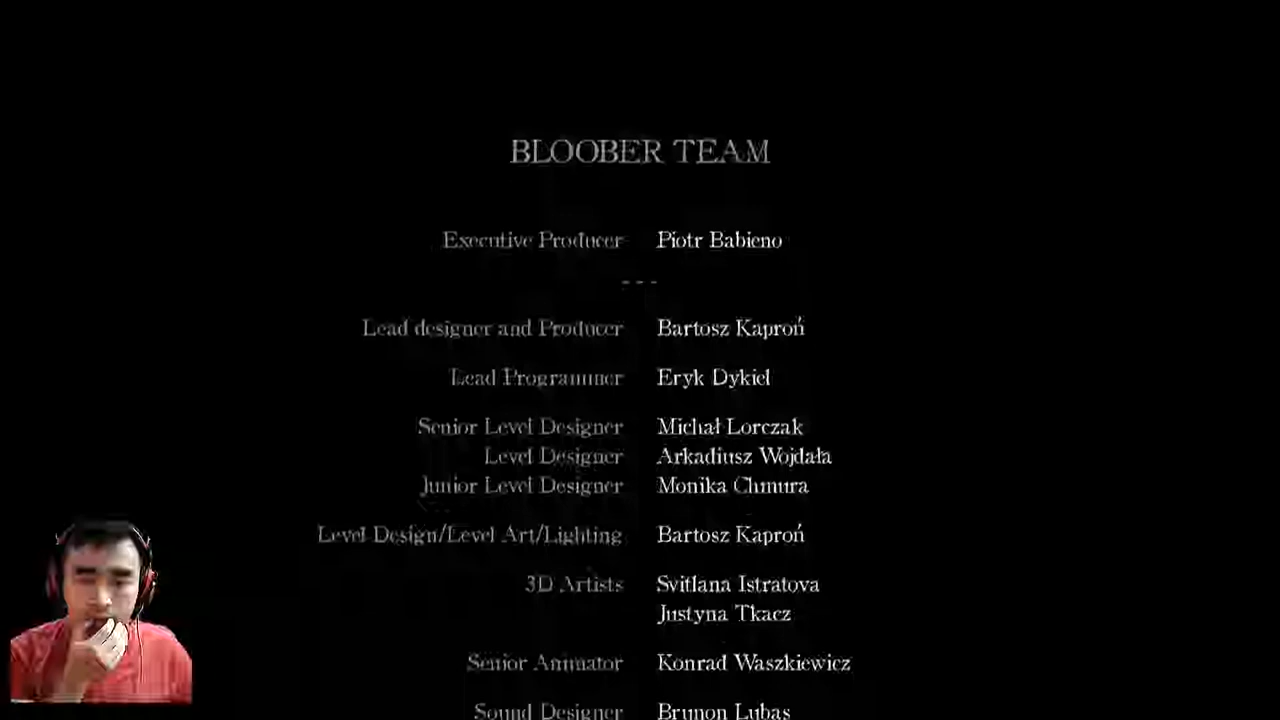 BLOOBER TEAM
Executive Producer Piotr Babieno
---
Lead designer and Producer Bartosz Kaproń
Lead Programmer Eryk Dykiel
Senior Level Designer Michał Lorczak
Level Designer Arkadiusz Wojdała
Junior Level Designer Monika Chmura
Level Design/Level Art/Lighting Bartosz Kaproń
3D Artists Svitlana Istratova
Justyna Tkacz
Senior Animator Konrad Waszkiewicz
Sound Designer Brunon Lubas